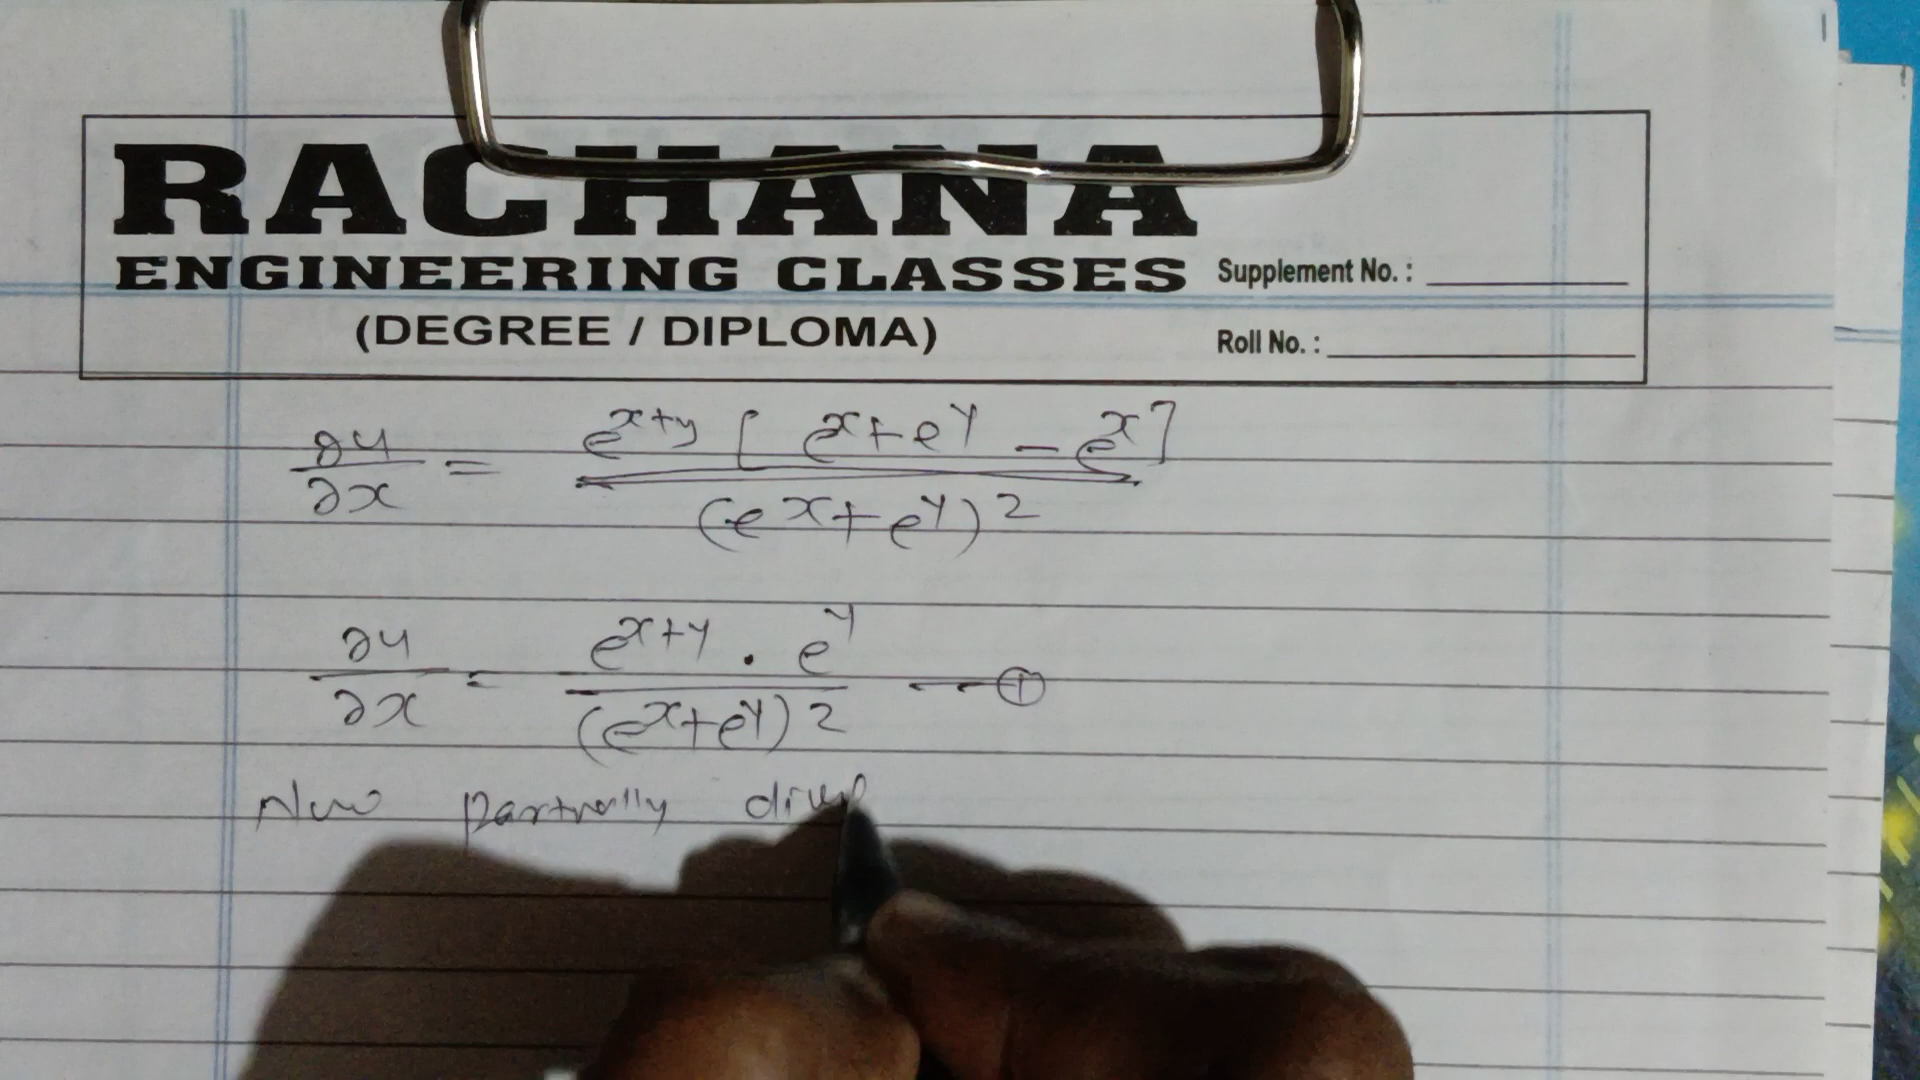 RACHANA
ENGINEERING CLASSES
(DEGREE / DIPLOMA)
Supplement No. :
Roll No. :
∂u/∂x = e^{x+y} [e^x + e^y - e^x] / (e^x + e^y)^2
∂u/∂x = e^{x+y} . e^y / (e^x + e^y)^2 --- ①
Now partially